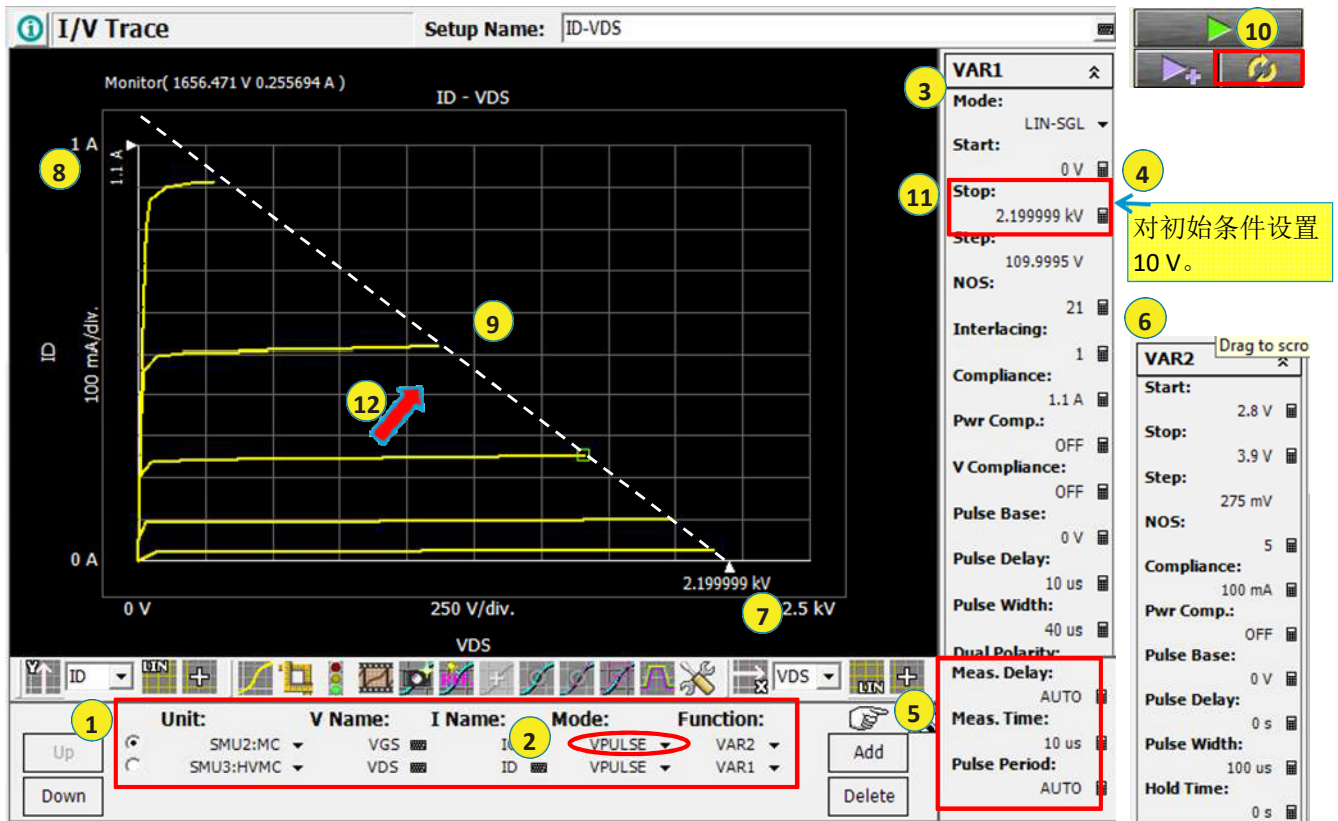 I/V Trace
Setup Name: ID-VDS
Monitor( 1656.471 V 0.255694 A )
ID - VDS
8
1 A
1.1 A
9
12
ID
100 mA/div.
0 A
2.199999 kV
7
0 V
250 V/div.
2.5 kV
VDS
3
VAR1
Mode:
LIN-SGL
Start:
0 V
11
Stop:
2.199999 kV
Step:
109.9995 V
NOS:
21
Interlacing:
1
Compliance:
1.1 A
Pwr Comp.:
OFF
V Compliance:
OFF
Pulse Base:
0 V
Pulse Delay:
10 us
Pulse Width:
40 us
Dual Polarity:
5
Meas. Delay:
AUTO
Meas. Time:
10 us
Pulse Period:
AUTO
10
4
对初始条件设置
10 V。
6
Drag to scro
VAR2
Start:
2.8 V
Stop:
3.9 V
Step:
275 mV
NOS:
5
Compliance:
100 mA
Pwr Comp.:
OFF
Pulse Base:
0 V
Pulse Delay:
0 s
Pulse Width:
100 us
Hold Time:
0 s
Y ID LIN
X VDS LIN
1
Unit: V Name: I Name: Mode: Function:
2
Up
SMU2:MC VGS VPULSE VAR2
SMU3:HVMC VDS ID VPULSE VAR1
Add
Down
Delete